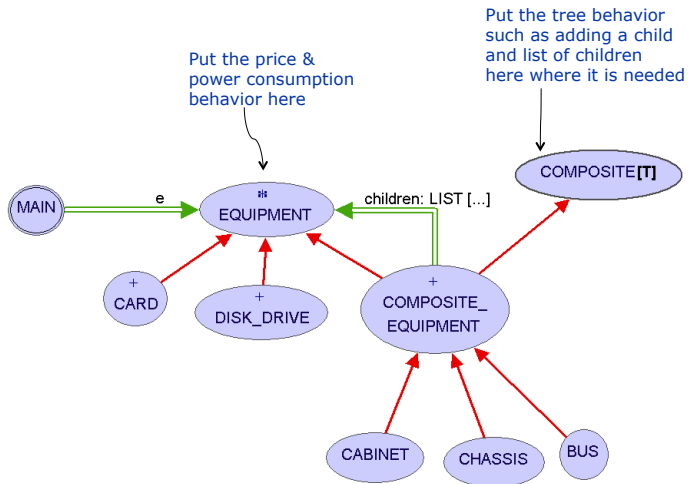 Put the tree behavior
such as adding a child
and list of children
here where it is needed
Put the price &
power consumption
behavior here
COMPOSITE[T]
MAIN
e
*
EQUIPMENT
children: LIST [...]
+
CARD
+
DISK_DRIVE
+
COMPOSITE_
EQUIPMENT
CABINET
CHASSIS
BUS